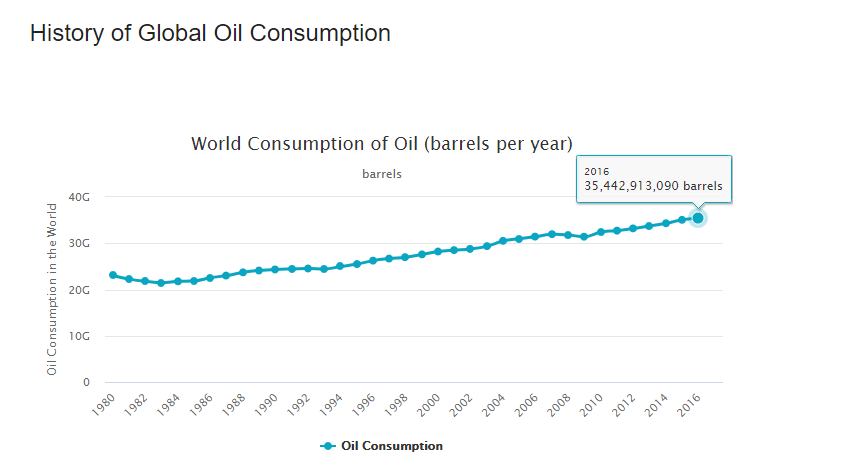 History of Global Oil Consumption
World Consumption of Oil (barrels per year)
barrels
2016
35,442,913,090 barrels
Oil Consumption in the World
40G
30G
20G
10G
0
1980
1982
1984
1986
1988
1990
1992
1994
1996
1998
2000
2002
2004
2006
2008
2010
2012
2014
2016
Oil Consumption